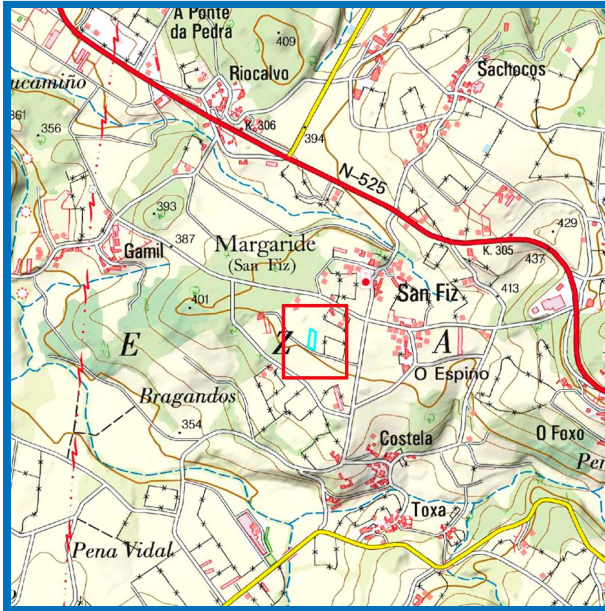 A Ponte
da Pedra
409
Riocalvo
Sachocos
ucamiño
361
356
K. 306
394
N-525
393
387
Gamil
Margaride
(San Fiz)
429
K. 305
437
413
401
San Fiz
E
Z
A
O Espiño
Bragandos
354
Costela
O Foxo
Per
Toxa
Pena Vidal